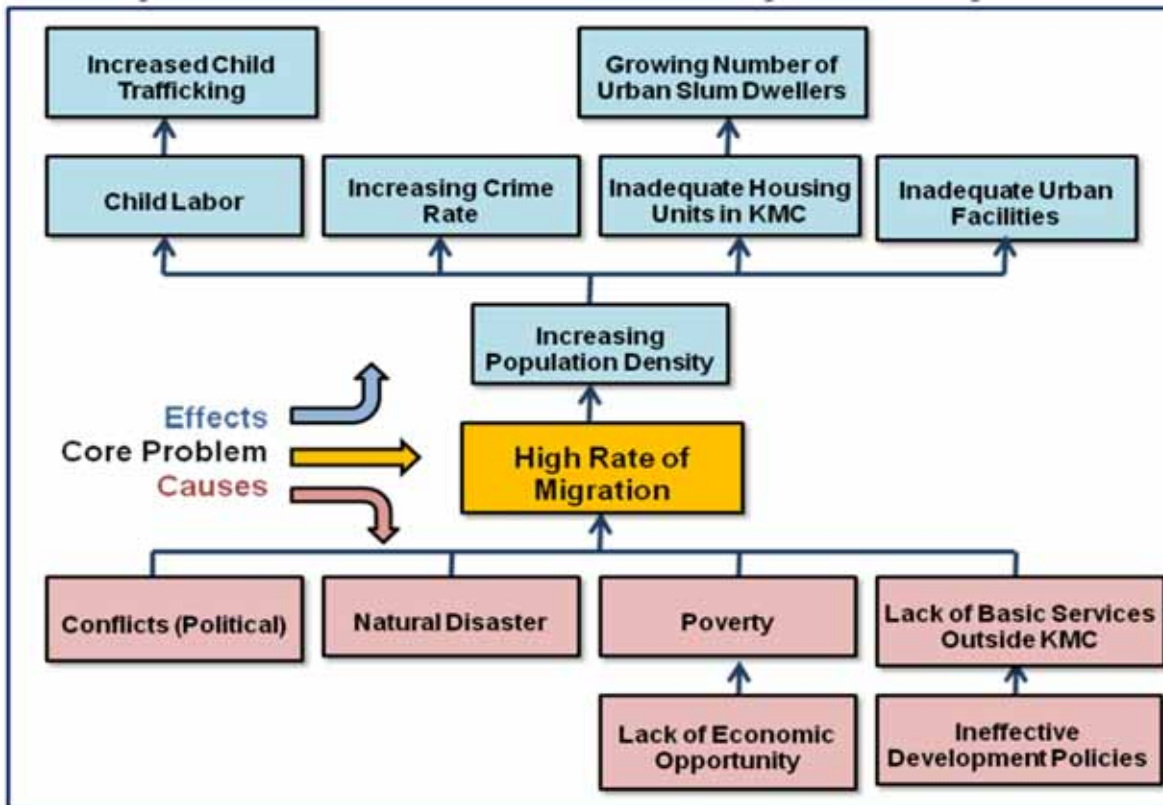 Increased Child
Trafficking
Growing Number of
Urban Slum Dwellers
Child Labor
Increasing Crime
Rate
Inadequate Housing
Units in KMC
Inadequate Urban
Facilities
Increasing
Population Density
Effects
Core Problem
Causes
High Rate of
Migration
Conflicts (Political)
Natural Disaster
Poverty
Lack of Basic Services
Outside KMC
Lack of Economic
Opportunity
Ineffective
Development Policies